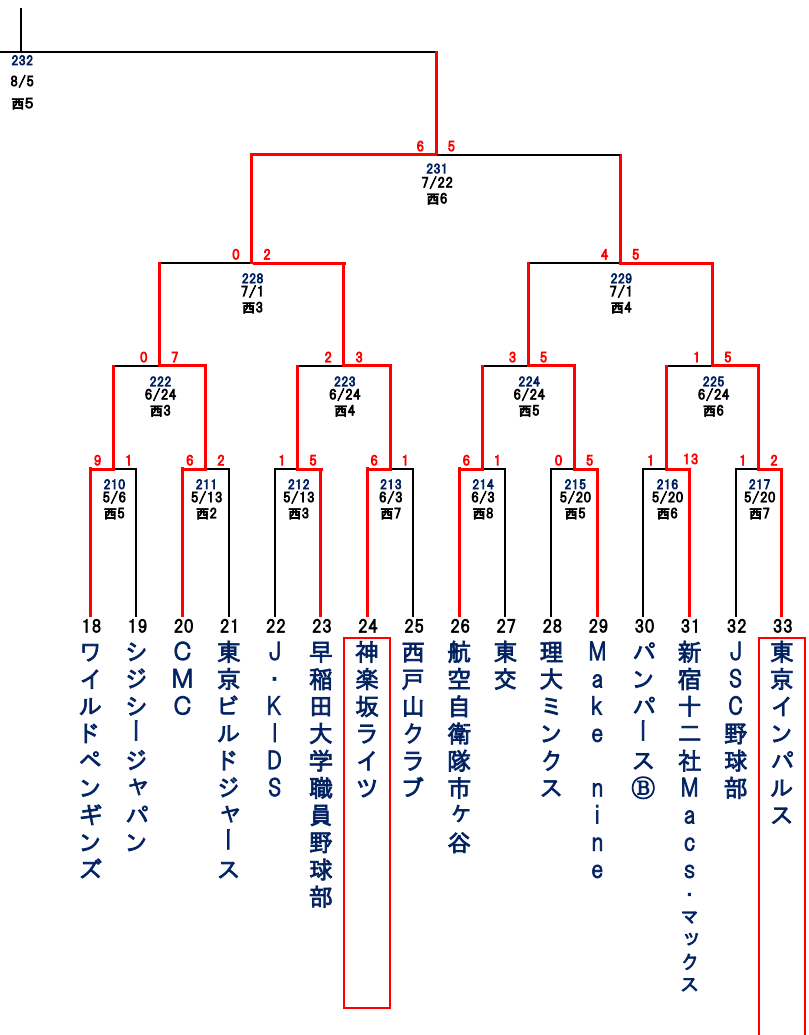 232
8/5
西5
6 5
231
7/22
西6
0 2
228
7/1
西3
4 5
229
7/1
西4
0 7
222
6/24
西3
2 3
223
6/24
西4
3 5
224
6/24
西5
1 5
225
6/24
西6
9 1
210
5/6
西5
6 2
211
5/13
西2
1 5
212
5/13
西3
6 1
213
6/3
西7
6 1
214
6/3
西8
0 5
215
5/20
西5
1 13
216
5/20
西6
1 2
217
5/20
西7
18
ワイルドペンギンズ
19
シジシージャパン
20
CMC
21
東京ビルドジャース
22
J・KIDS
23
早稲田大学職員野球部
24
神楽坂ライツ
25
西戸山クラブ
26
航空自衛隊市ケ谷
27
東交
28
理大ミンクス
29
Make nine
30
パンパースⒷ
31
新宿十二社Macs・マックス
32
JSC野球部
33
東京インパルス